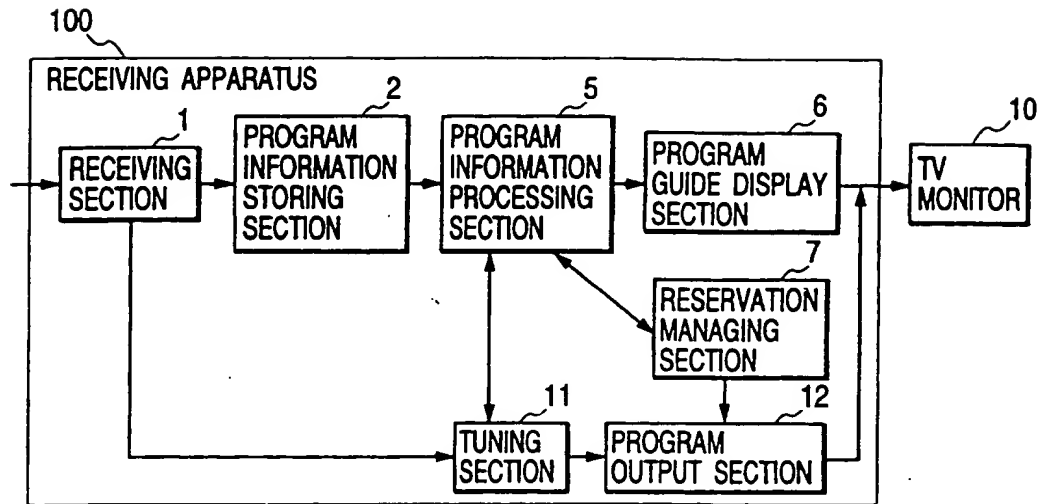 100
RECEIVING APPARATUS
1
RECEIVING
SECTION
2
PROGRAM
INFORMATION
STORING
SECTION
5
PROGRAM
INFORMATION
PROCESSING
SECTION
6
PROGRAM
GUIDE DISPLAY
SECTION
10
TV
MONITOR
7
RESERVATION
MANAGING
SECTION
11
TUNING
SECTION
12
PROGRAM
OUTPUT SECTION